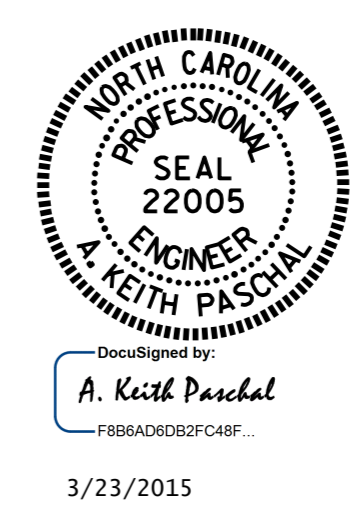 NORTH CAROLINA
PROFESSIONAL
SEAL
22005
ENGINEER
A. KEITH PASCHAL
DocuSigned by:
A. Keith Paschal
F8B6AD6DB2FC48F...
3/23/2015